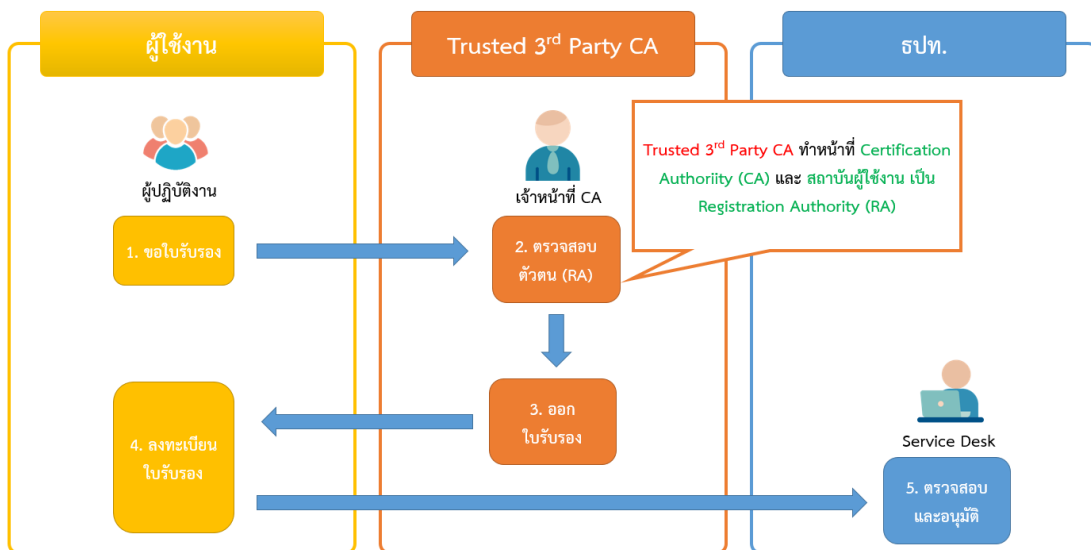 ผู้ใช้งาน
Trusted 3rd Party CA
ธปท.
ผู้ปฏิบัติงาน
เจ้าหน้าที่ CA
Trusted 3rd Party CA ทำหน้าที่ Certification
Authoriity (CA) และ สถาบันผู้ใช้งาน เป็น
Registration Authority (RA)
1. ขอใบรับรอง
2. ตรวจสอบ
ตัวตน (RA)
3. ออก
ใบรับรอง
4. ลงทะเบียน
ใบรับรอง
Service Desk
5. ตรวจสอบ
และอนุมัติ